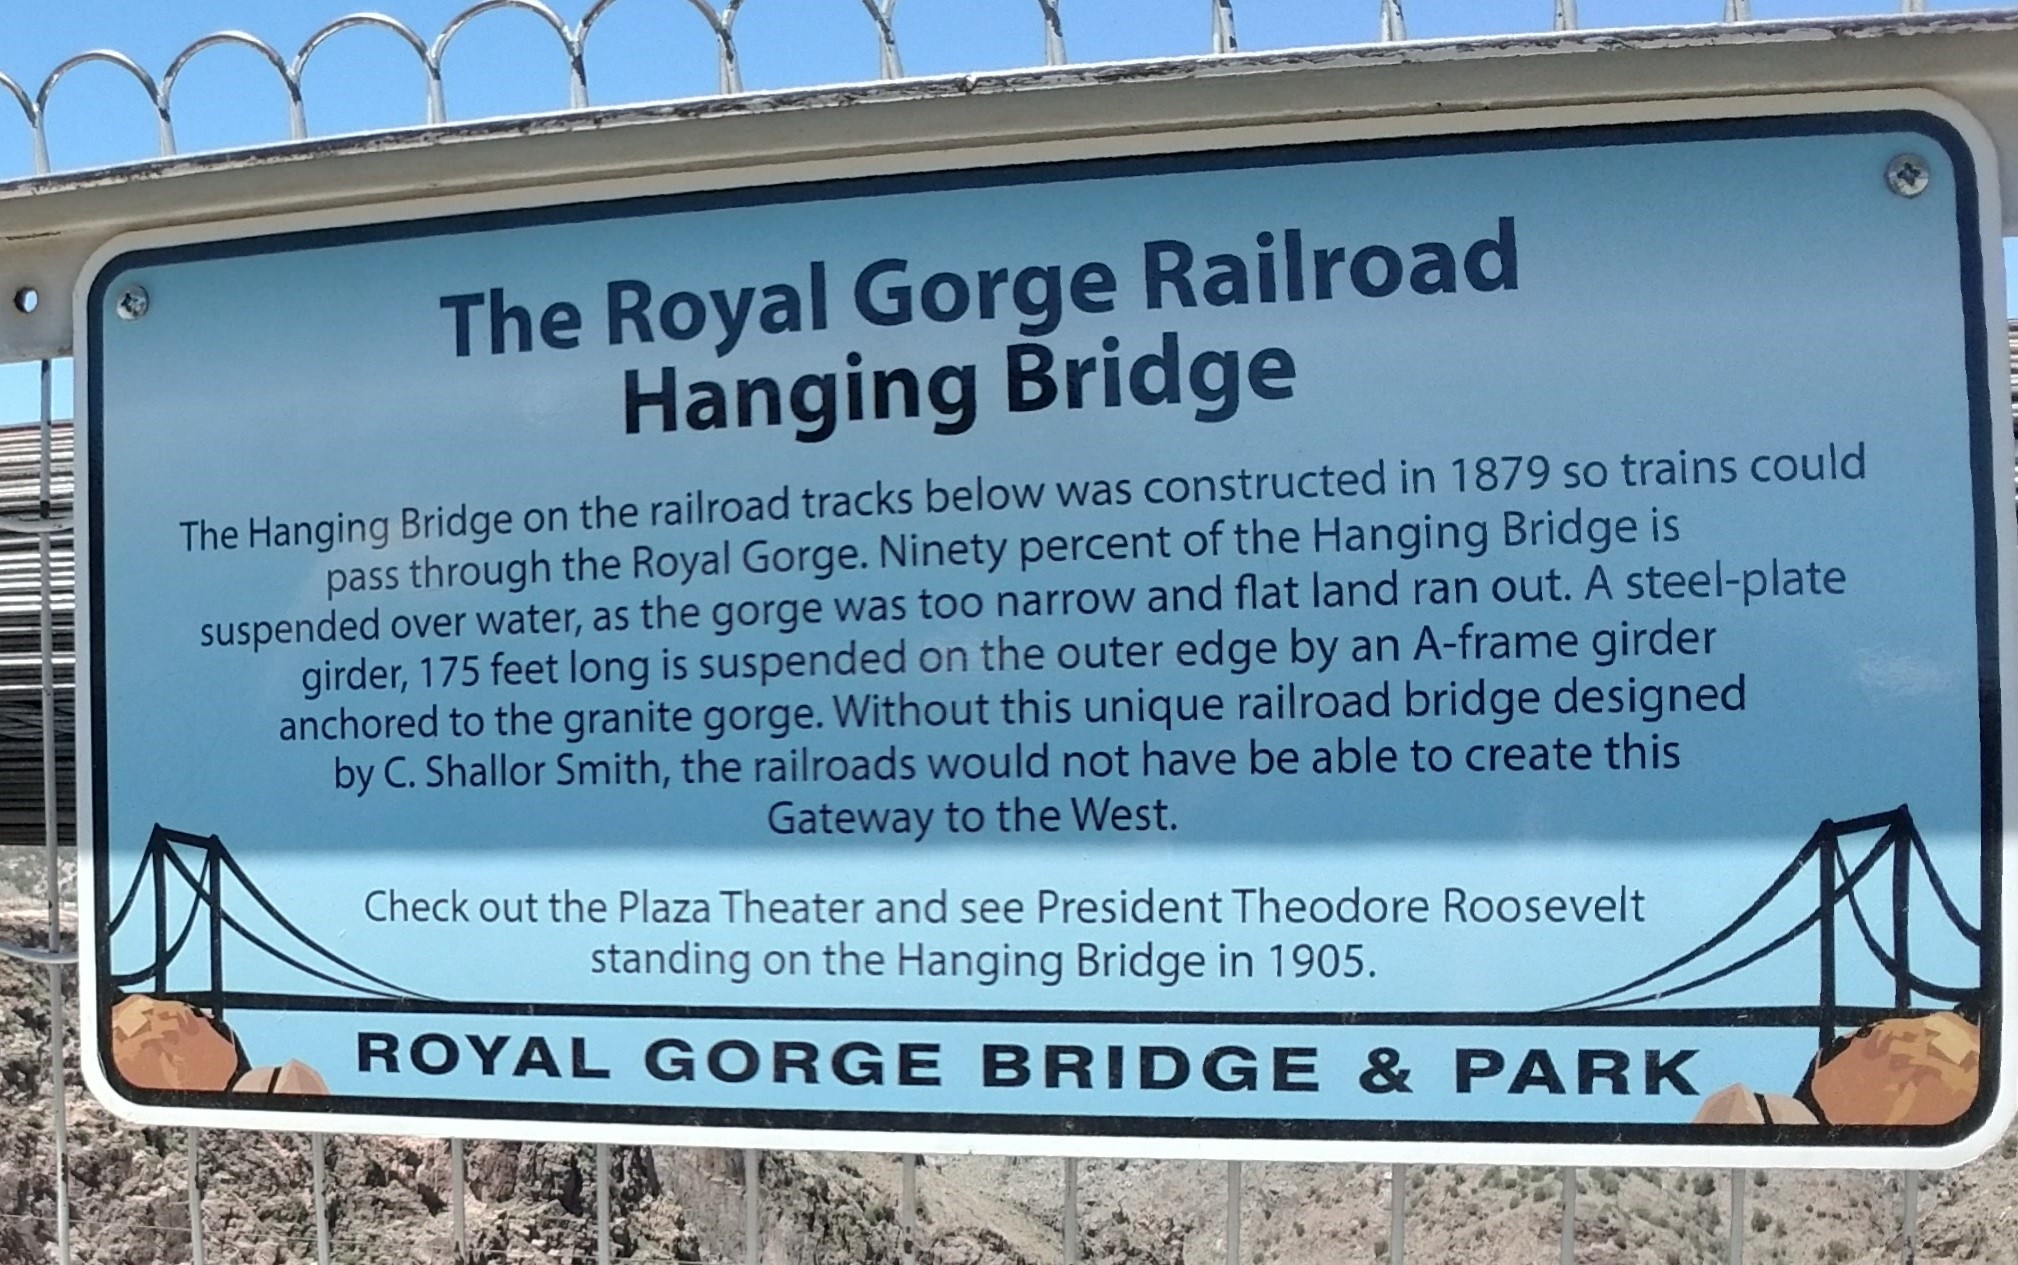 The Royal Gorge Railroad
Hanging Bridge
The Hanging Bridge on the railroad tracks below was constructed in 1879 so trains could
pass through the Royal Gorge. Ninety percent of the Hanging Bridge is
suspended over water, as the gorge was too narrow and flat land ran out. A steel-plate
girder, 175 feet long is suspended on the outer edge by an A-frame girder
anchored to the granite gorge. Without this unique railroad bridge designed
by C. Shallor Smith, the railroads would not have be able to create this
Gateway to the West.
Check out the Plaza Theater and see President Theodore Roosevelt
standing on the Hanging Bridge in 1905.
ROYAL GORGE BRIDGE & PARK